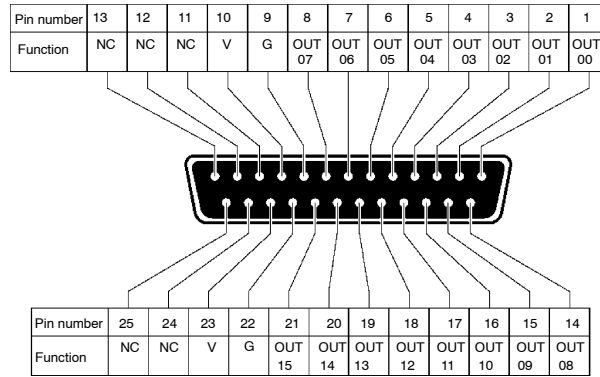 Pin number 13 12 11 10 9 8 7 6 5 4 3 2 1
Function NC NC NC V G OUT 07 OUT 06 OUT 05 OUT 04 OUT 03 OUT 02 OUT 01 OUT 00
Pin number 25 24 23 22 21 20 19 18 17 16 15 14
Function NC NC V G OUT 15 OUT 14 OUT 13 OUT 12 OUT 11 OUT 10 OUT 09 OUT 08